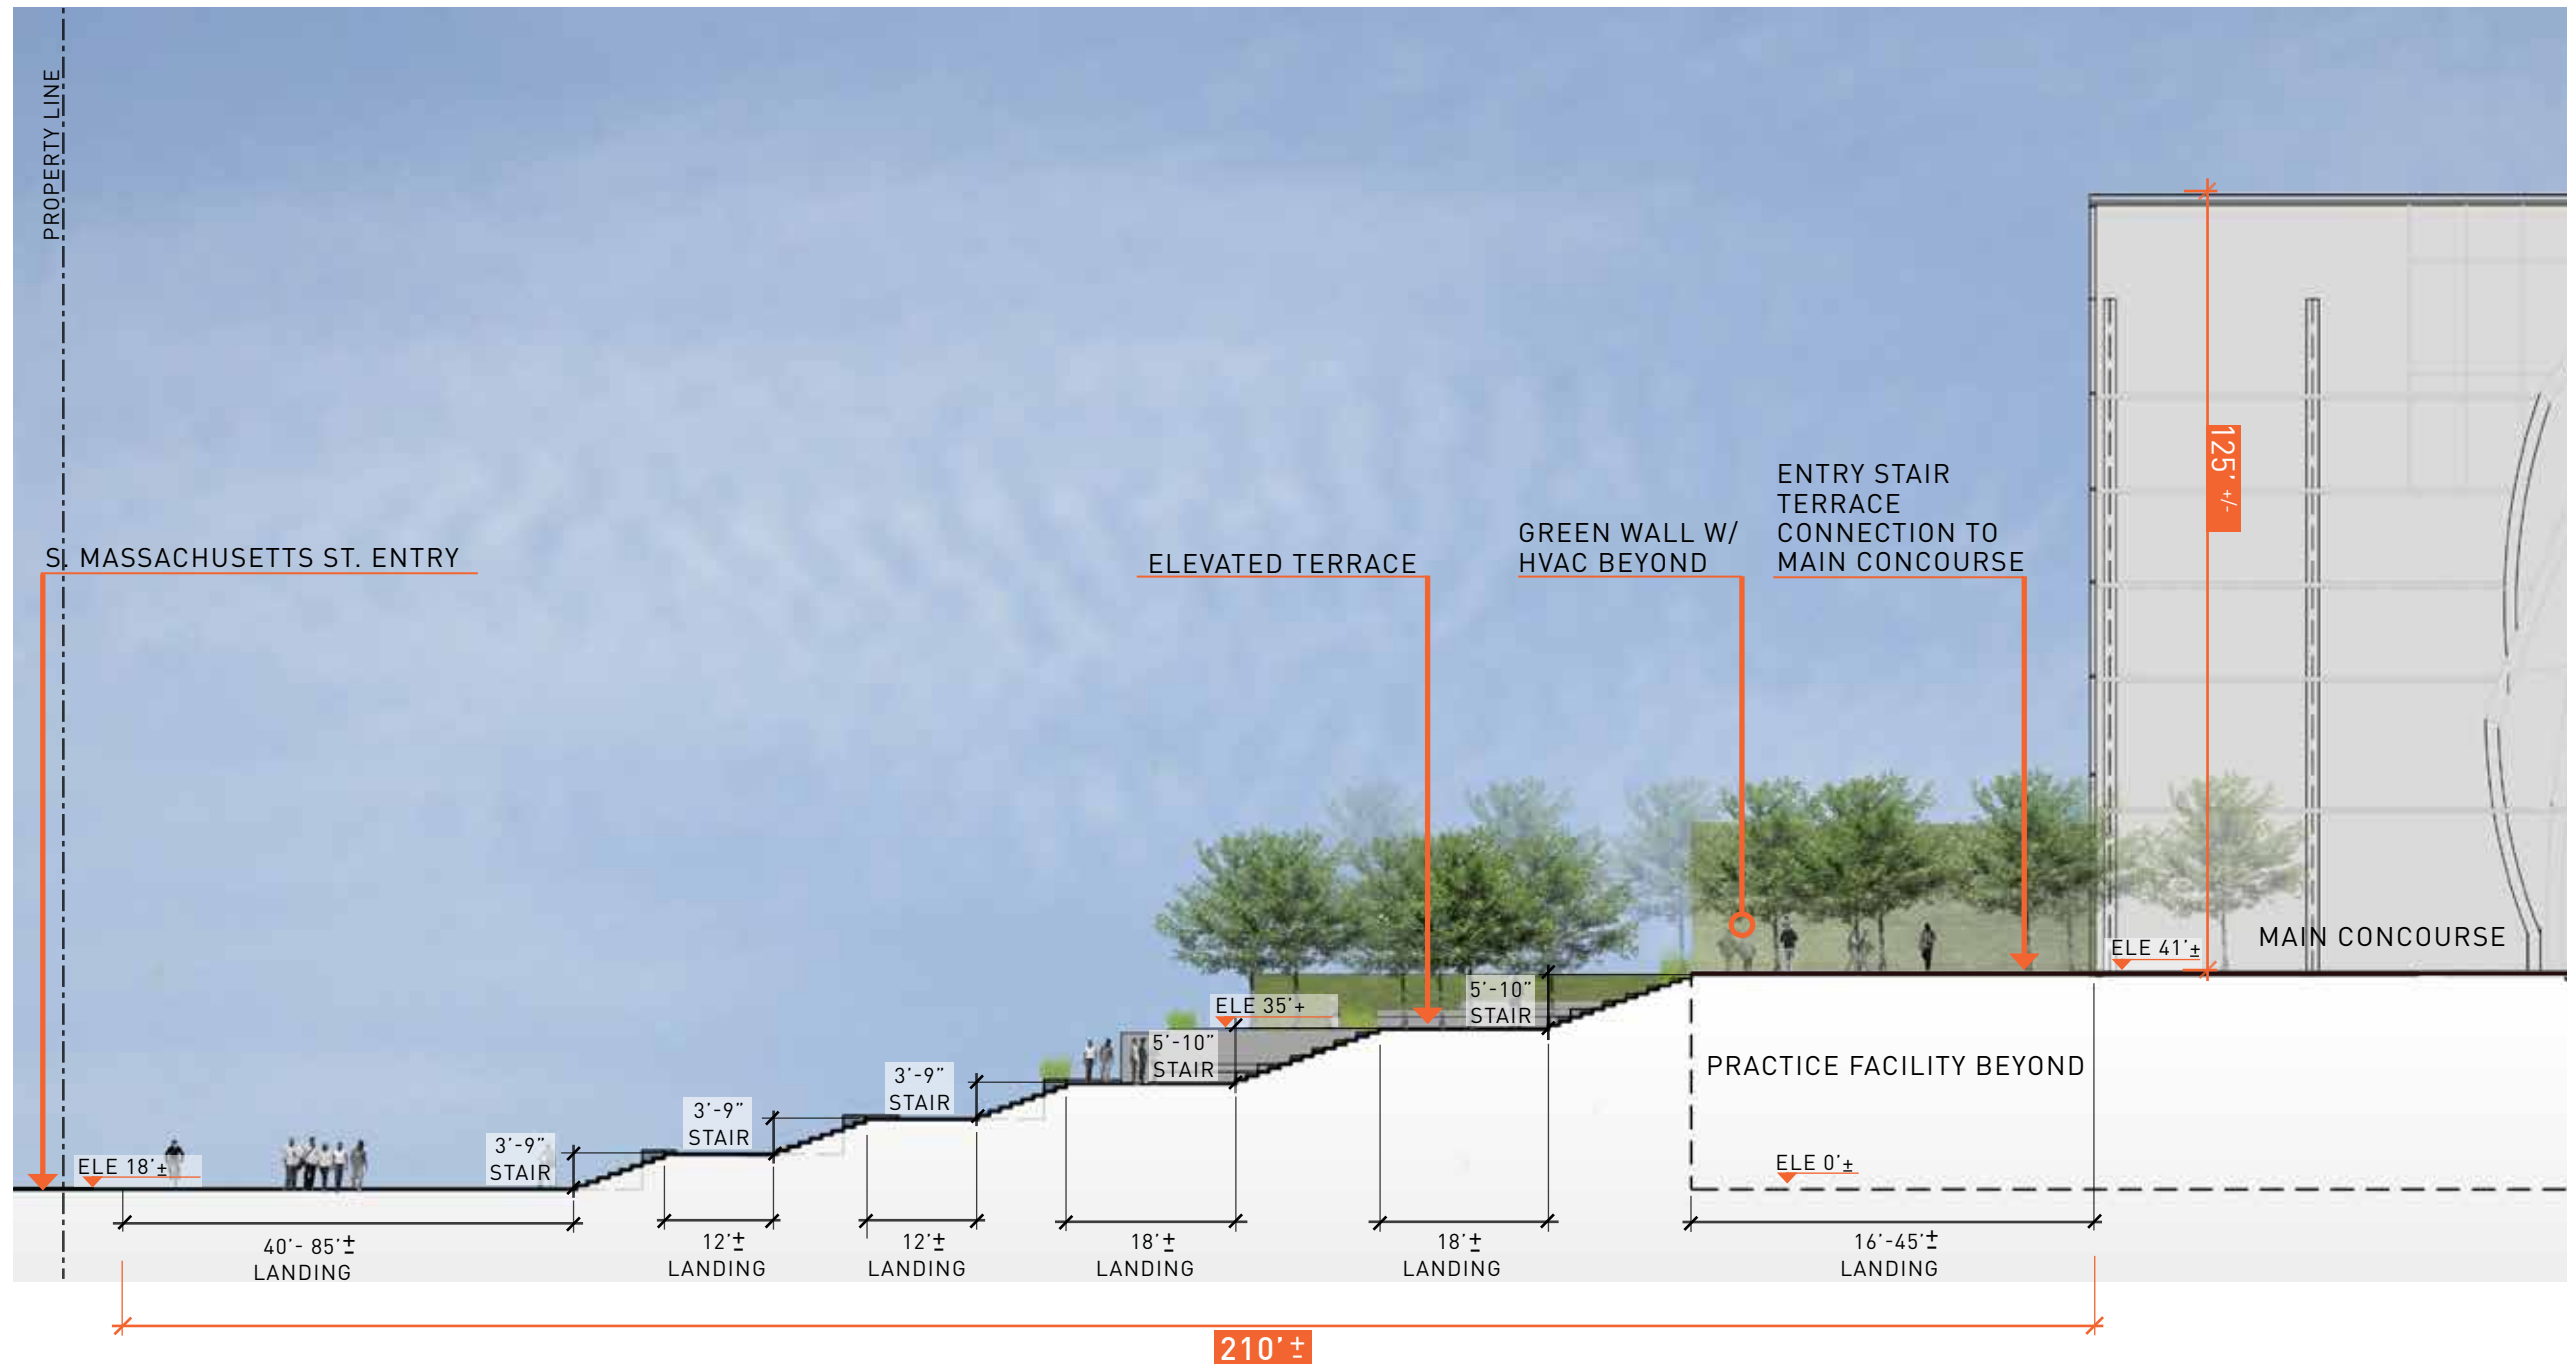 PROPERTY LINE
S. MASSACHUSETTS ST. ENTRY
ELEVATED TERRACE
GREEN WALL W/
HVAC BEYOND
ENTRY STAIR
TERRACE
CONNECTION TO
MAIN CONCOURSE
125' +/-
MAIN CONCOURSE
ELE 41'±
5'-10"
STAIR
ELE 35'+
5'-10"
STAIR
3'-9"
STAIR
3'-9"
STAIR
3'-9"
STAIR
ELE 18'±
PRACTICE FACILITY BEYOND
ELE 0'±
40'- 85'±
LANDING
12'±
LANDING
12'±
LANDING
18'±
LANDING
18'±
LANDING
16'-45'±
LANDING
210' ±